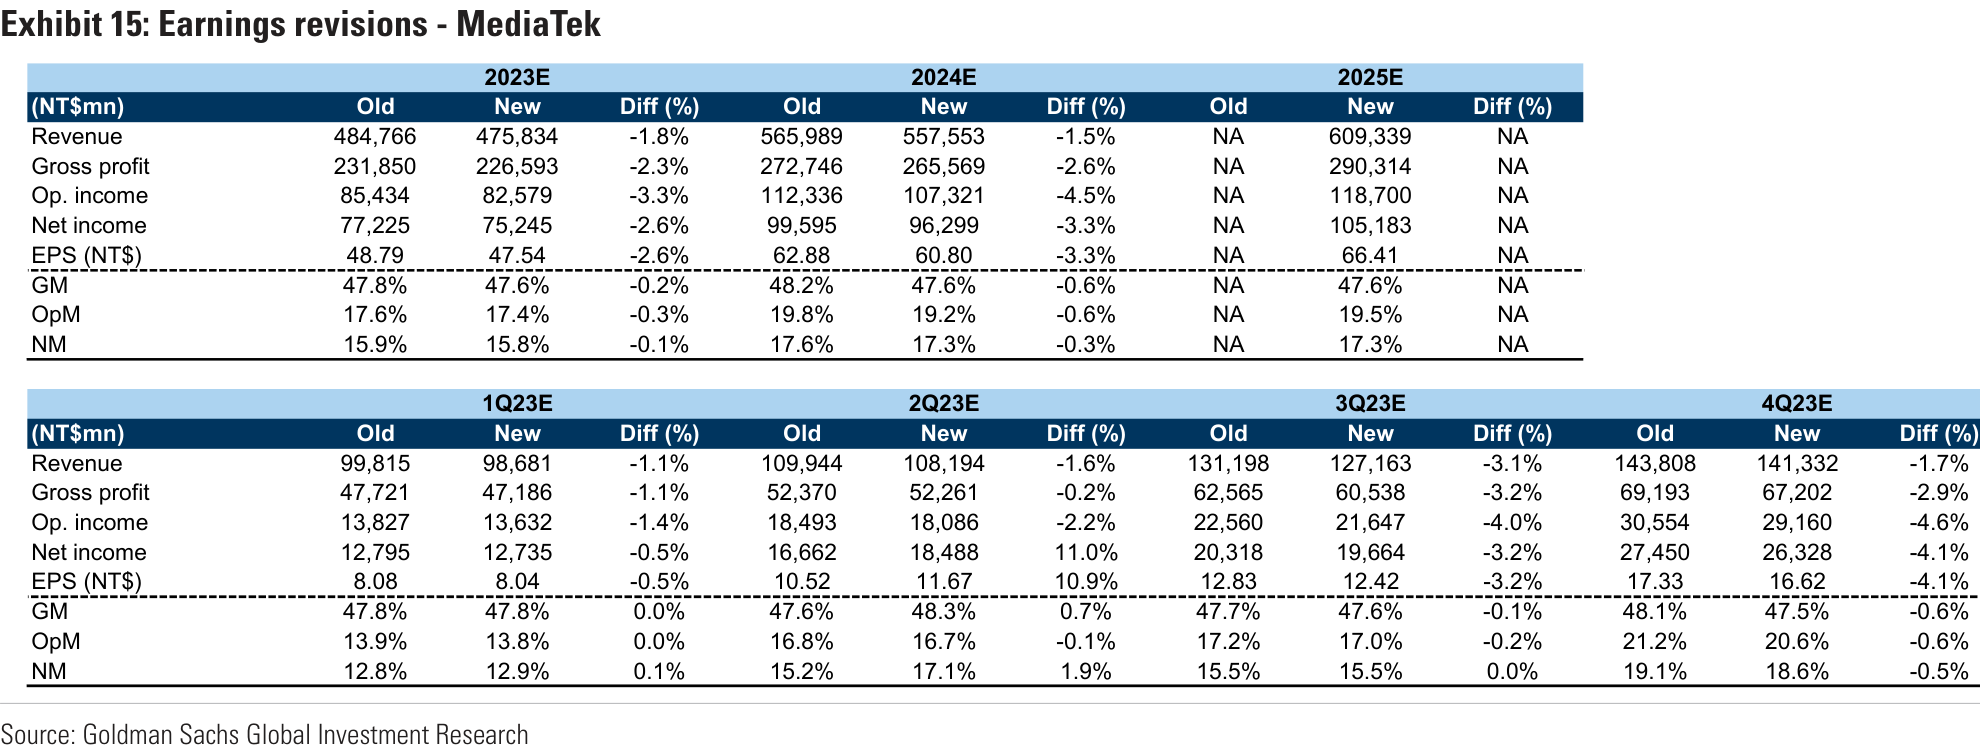 Exhibit 15: Earnings revisions - MediaTek
2023E 2024E 2025E
(NT$mn) Old New Diff (%) Old New Diff (%) Old New Diff (%)
Revenue 484,766 475,834 -1.8% 565,989 557,553 -1.5% NA 609,339 NA
Gross profit 231,850 226,593 -2.3% 272,746 265,569 -2.6% NA 290,314 NA
Op. income 85,434 82,579 -3.3% 112,336 107,321 -4.5% NA 118,700 NA
Net income 77,225 75,245 -2.6% 99,595 96,299 -3.3% NA 105,183 NA
EPS (NT$) 48.79 47.54 -2.6% 62.88 60.80 -3.3% NA 66.41 NA
GM 47.8% 47.6% -0.2% 48.2% 47.6% -0.6% NA 47.6% NA
OpM 17.6% 17.4% -0.3% 19.8% 19.2% -0.6% NA 19.5% NA
NM 15.9% 15.8% -0.1% 17.6% 17.3% -0.3% NA 17.3% NA
1Q23E 2Q23E 3Q23E 4Q23E
(NT$mn) Old New Diff (%) Old New Diff (%) Old New Diff (%) Old New Diff (%)
Revenue 99,815 98,681 -1.1% 109,944 108,194 -1.6% 131,198 127,163 -3.1% 143,808 141,332 -1.7%
Gross profit 47,721 47,186 -1.1% 52,370 52,261 -0.2% 62,565 60,538 -3.2% 69,193 67,202 -2.9%
Op. income 13,827 13,632 -1.4% 18,493 18,086 -2.2% 22,560 21,647 -4.0% 30,554 29,160 -4.6%
Net income 12,795 12,735 -0.5% 16,662 18,488 11.0% 20,318 19,664 -3.2% 27,450 26,328 -4.1%
EPS (NT$) 8.08 8.04 -0.5% 10.52 11.67 10.9% 12.83 12.42 -3.2% 17.33 16.62 -4.1%
GM 47.8% 47.8% 0.0% 47.6% 48.3% 0.7% 47.7% 47.6% -0.1% 48.1% 47.5% -0.6%
OpM 13.9% 13.8% 0.0% 16.8% 16.7% -0.1% 17.2% 17.0% -0.2% 21.2% 20.6% -0.6%
NM 12.8% 12.9% 0.1% 15.2% 17.1% 1.9% 15.5% 15.5% 0.0% 19.1% 18.6% -0.5%
Source: Goldman Sachs Global Investment Research